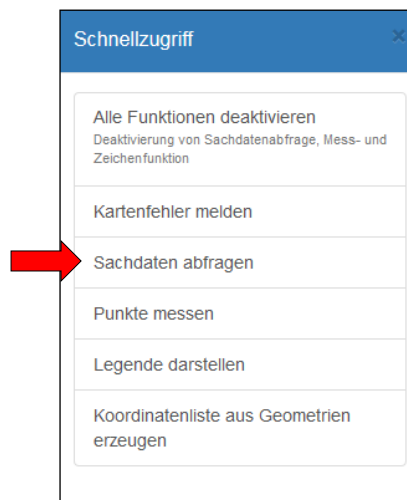 Schnellzugriff
Alle Funktionen deaktivieren
Deaktivierung von Sachdatenabfrage, Mess- und
Zeichenfunktion
Kartenfehler melden
Sachdaten abfragen
Punkte messen
Legende darstellen
Koordinatenliste aus Geometrien
erzeugen